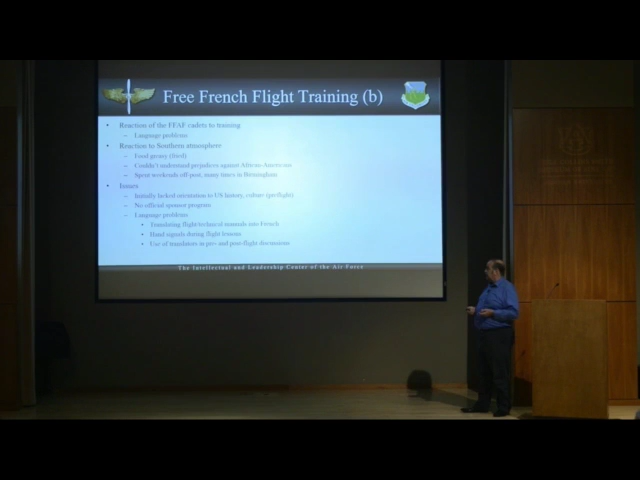 Free French Flight Training (b)
• Reaction of the FFAF cadets to training
– Language problems
• Reaction to Southern atmosphere
– Food greasy (fried)
– Couldn't understand prejudices against African-Americans
– Spent weekends off-post, many times in Birmingham
• Issues
– Initially lacked orientation to US history, culture (preflight)
– No official sponsor program
– Language problems
• Translating flight/technical manuals into French
• Hand signals during flight lessons
• Use of translators in pre- and post-flight discussions
The Intellectual and Leadership Center of the Air Force